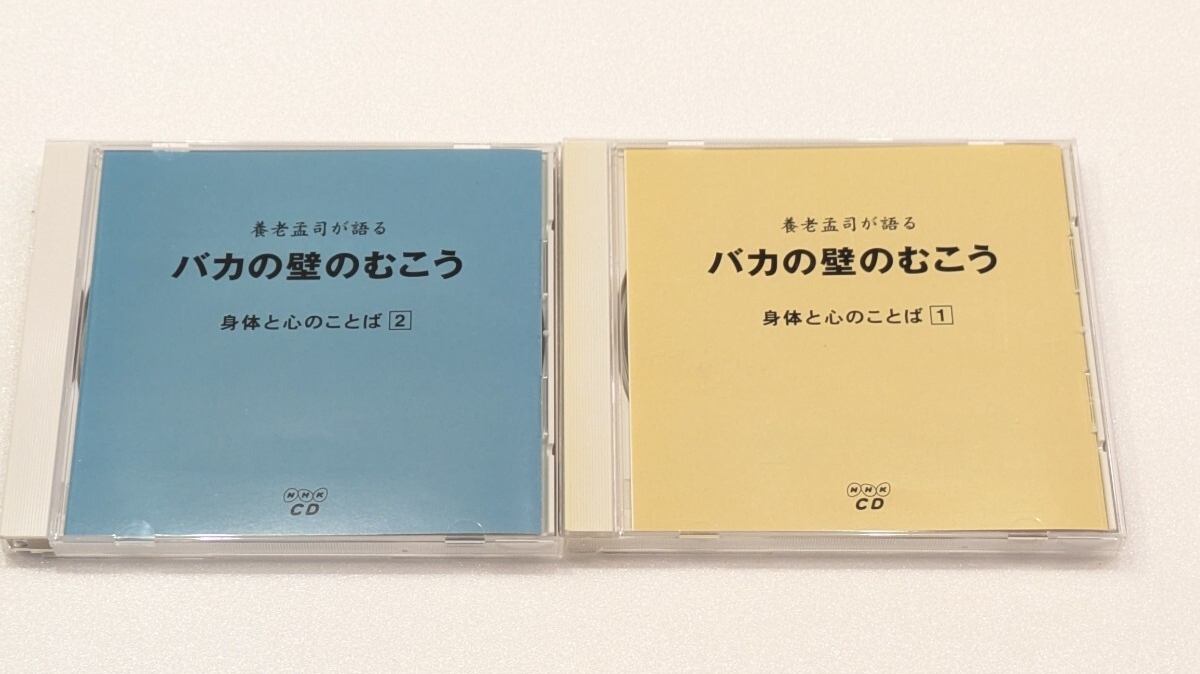 養老孟司が語る
バカの壁のむこう
身体と心のことば 2
NHK
CD
養老孟司が語る
バカの壁のむこう
身体と心のことば 1
NHK
CD